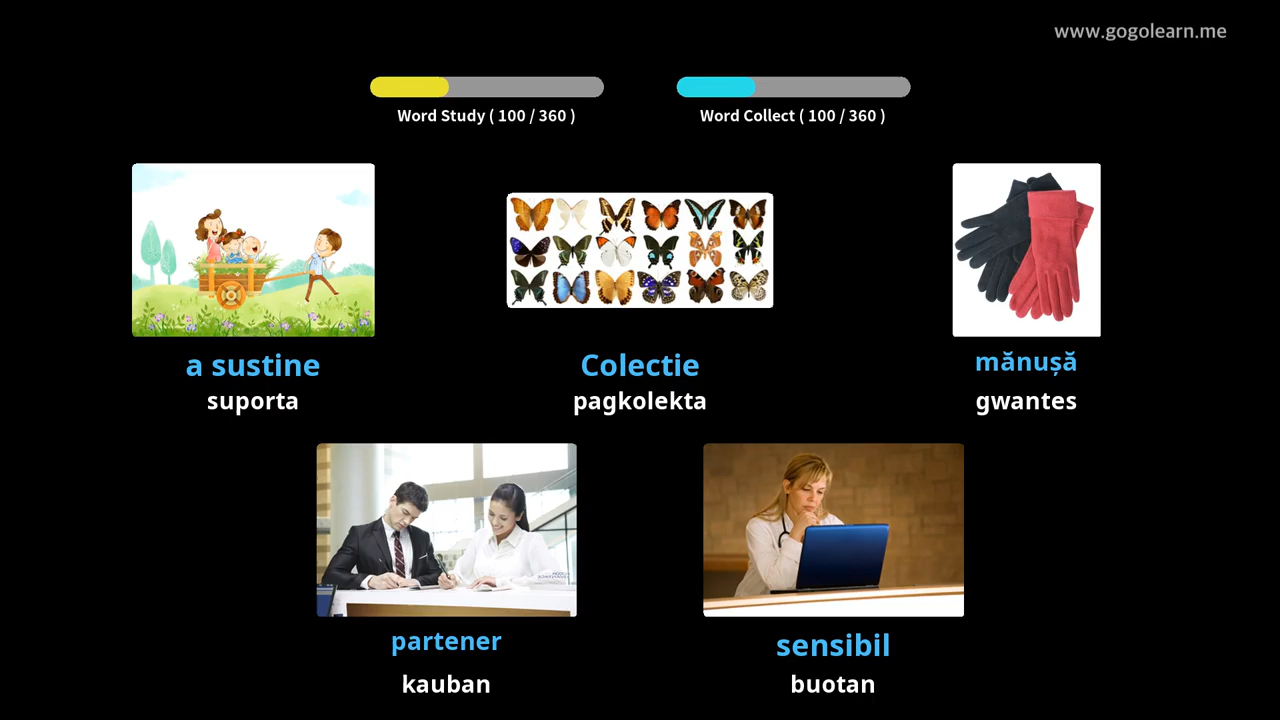 www.gogolearn.me
Word Study ( 100 / 360 )
Word Collect ( 100 / 360 )
a sustine
suporta
Colectie
pagkolekta
mănușă
gwantes
partener
kauban
sensibil
buotan